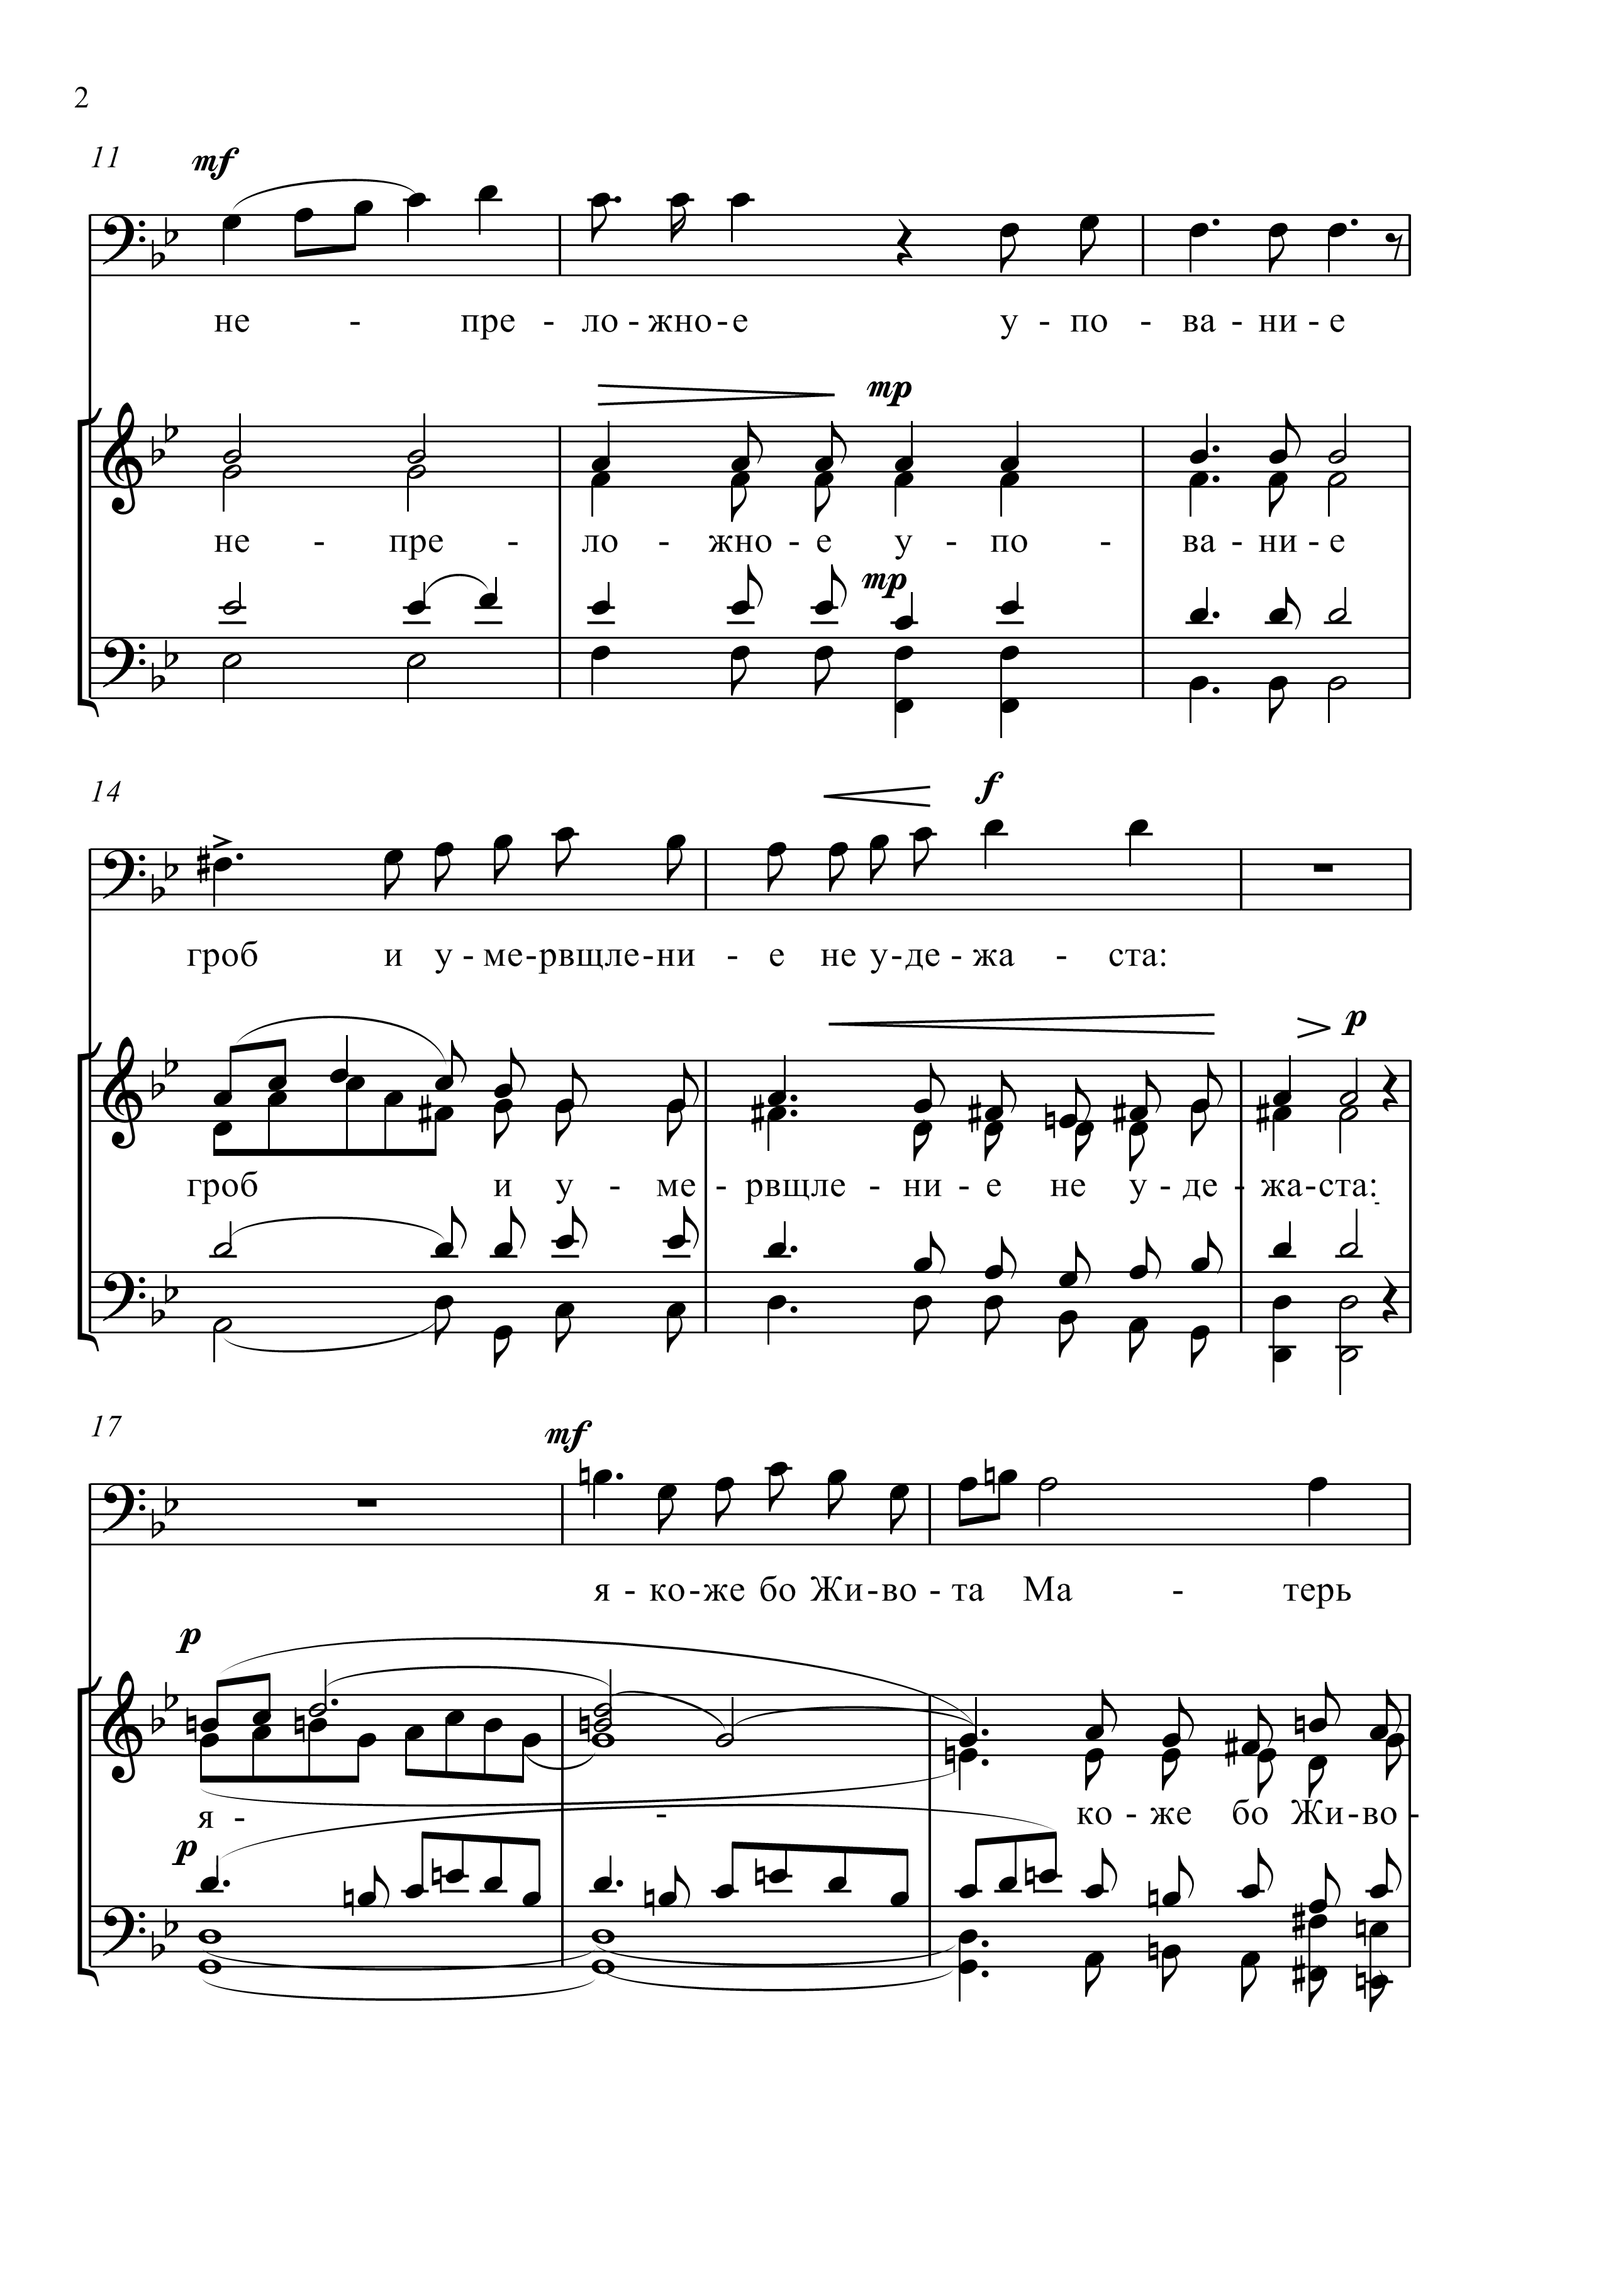 2
11
mf
не - пре - ло - жно - е у - по - ва - ни - е
mp
не - пре - ло - жно - е у - по - ва - ни - е
mp
14
f
гроб и у - ме - рвщле - ни - е не у - де - жа - ста:
p
гроб и у - ме - рвщле - ни - е не у - де - жа - ста:
17
mf
я - ко - же бо Жи - во - та Ма - терь
p
я - - ко - же бо Жи - во -
p